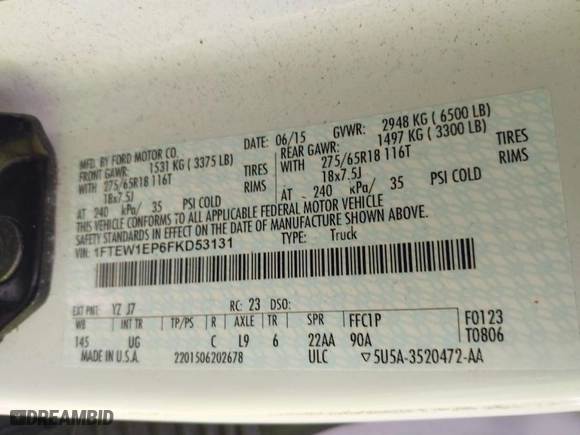 MFD. BY FORD MOTOR CO.
DATE: 06/15 GVWR: 2948 KG ( 6500 LB)
FRONT GAWR: 1531 KG ( 3375 LB)
REAR GAWR: 1497 KG ( 3300 LB)
WITH 275/65R18 116T TIRES
275/65R18 116T TIRES
18x7.5J RIMS
18x7.5J RIMS
AT 240 kPa/ 35 PSI COLD
AT 240 kPa/ 35 PSI COLD
THIS VEHICLE CONFORMS TO ALL APPLICABLE FEDERAL MOTOR VEHICLE
SAFETY STANDARDS IN EFFECT ON THE DATE OF MANUFACTURE SHOWN ABOVE.
VIN: 1FTEW1EP6FKD53131 TYPE: Truck
EXT PNT: YZ J7 RC: 23 DSO: F0123
WB INT TR TP/PS R AXLE TR SPR FFC1P T0806
145 UG C L9 6 22AA 90A
MADE IN U.S.A. 2201506202678 ULC ▽5U5A-3520472-AA
DREAMBID